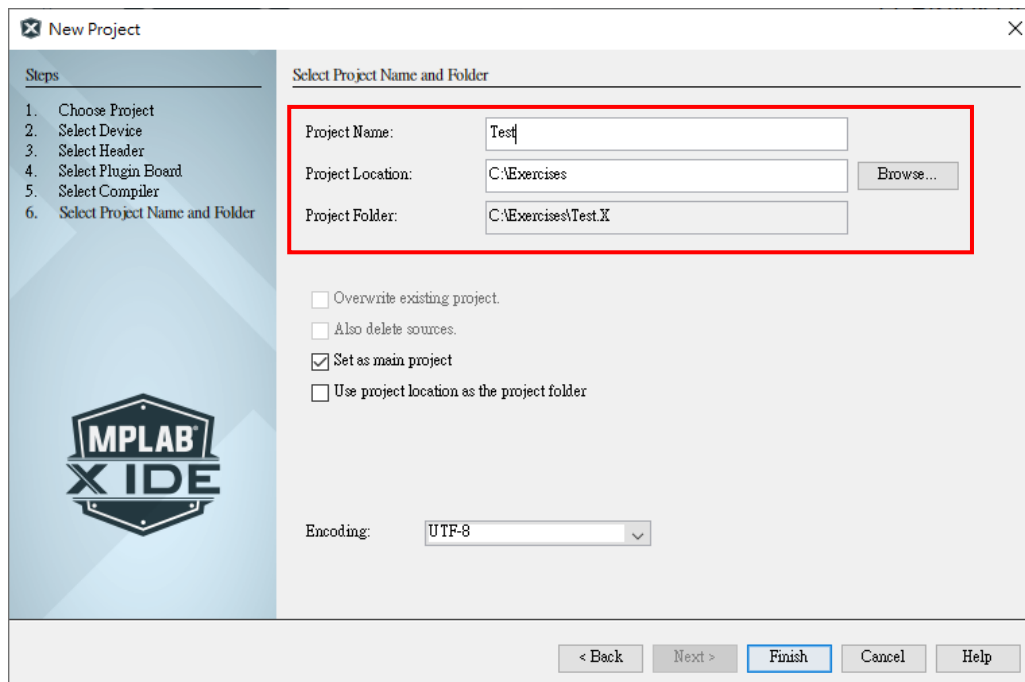 New Project
Steps
1. Choose Project
2. Select Device
3. Select Header
4. Select Plugin Board
5. Select Compiler
6. Select Project Name and Folder
MPLAB®
X IDE
Select Project Name and Folder
Project Name: Test
Project Location: C:\Exercises Browse...
Project Folder: C:\Exercises\Test.X
Overwrite existing project.
Also delete sources.
Set as main project
Use project location as the project folder
Encoding: UTF-8
< Back Next > Finish Cancel Help